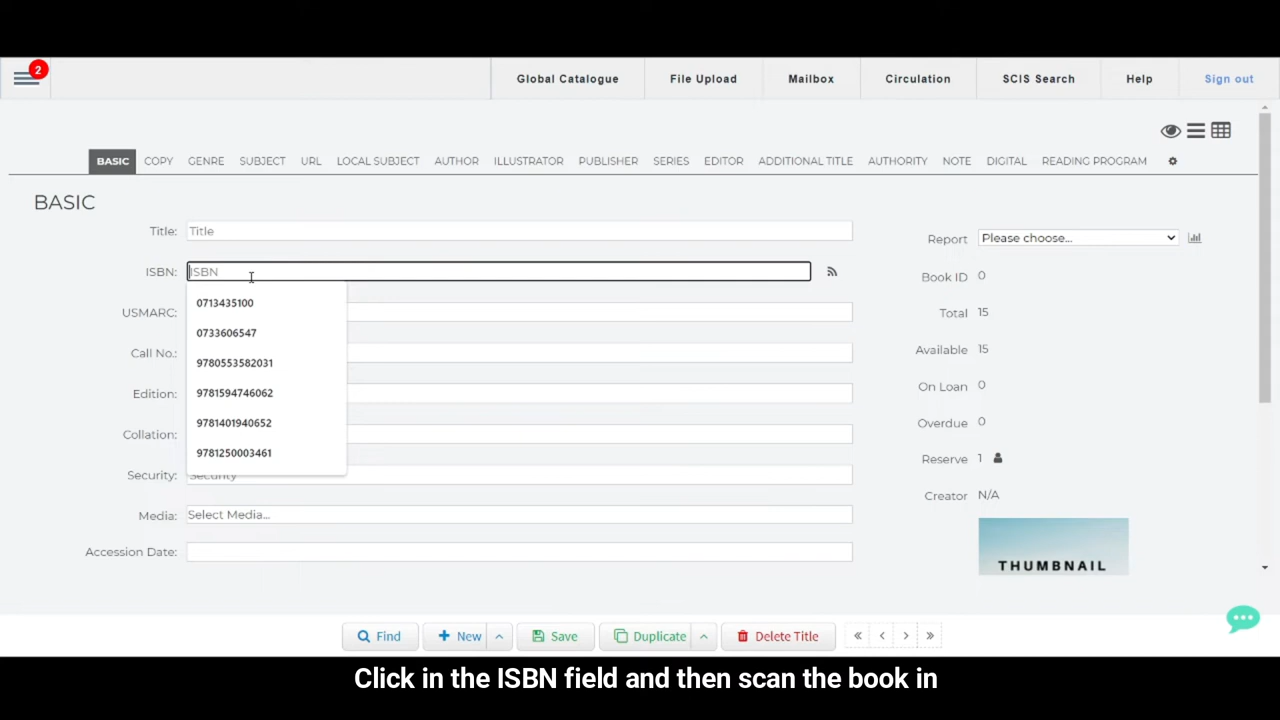 2
Global Catalogue
File Upload
Mailbox
Circulation
SCIS Search
Help
Sign out
BASIC COPY GENRE SUBJECT URL LOCAL SUBJECT AUTHOR ILLUSTRATOR PUBLISHER SERIES EDITOR ADDITIONAL TITLE AUTHORITY NOTE DIGITAL READING PROGRAM
BASIC
Title: Title
ISBN: ISBN
0713435100
0733606547
9780553582031
9781594746062
9781401940652
9781250003461
USMARC:
Call No.:
Edition:
Collation:
Security: Security
Media: Select Media...
Accession Date:
Report Please choose...
Book ID 0
Total 15
Available 15
On Loan 0
Overdue 0
Reserve 1
Creator N/A
THUMBNAIL
Find
New
Save
Duplicate
Delete Title
Click in the ISBN field and then scan the book in